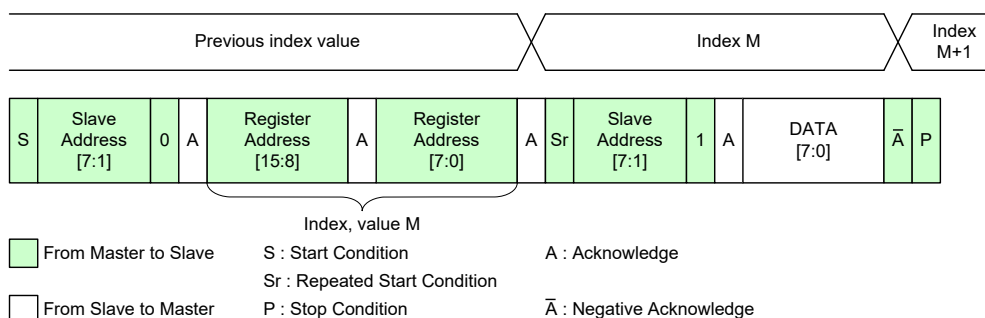 Previous index value
Index M
Index
M+1
S
Slave
Address
[7:1]
0
A
Register
Address
[15:8]
A
Register
Address
[7:0]
A
Sr
Slave
Address
[7:1]
1
A
DATA
[7:0]
A̅
P
Index, value M
From Master to Slave
S : Start Condition
A : Acknowledge
Sr : Repeated Start Condition
From Slave to Master
P : Stop Condition
A̅ : Negative Acknowledge